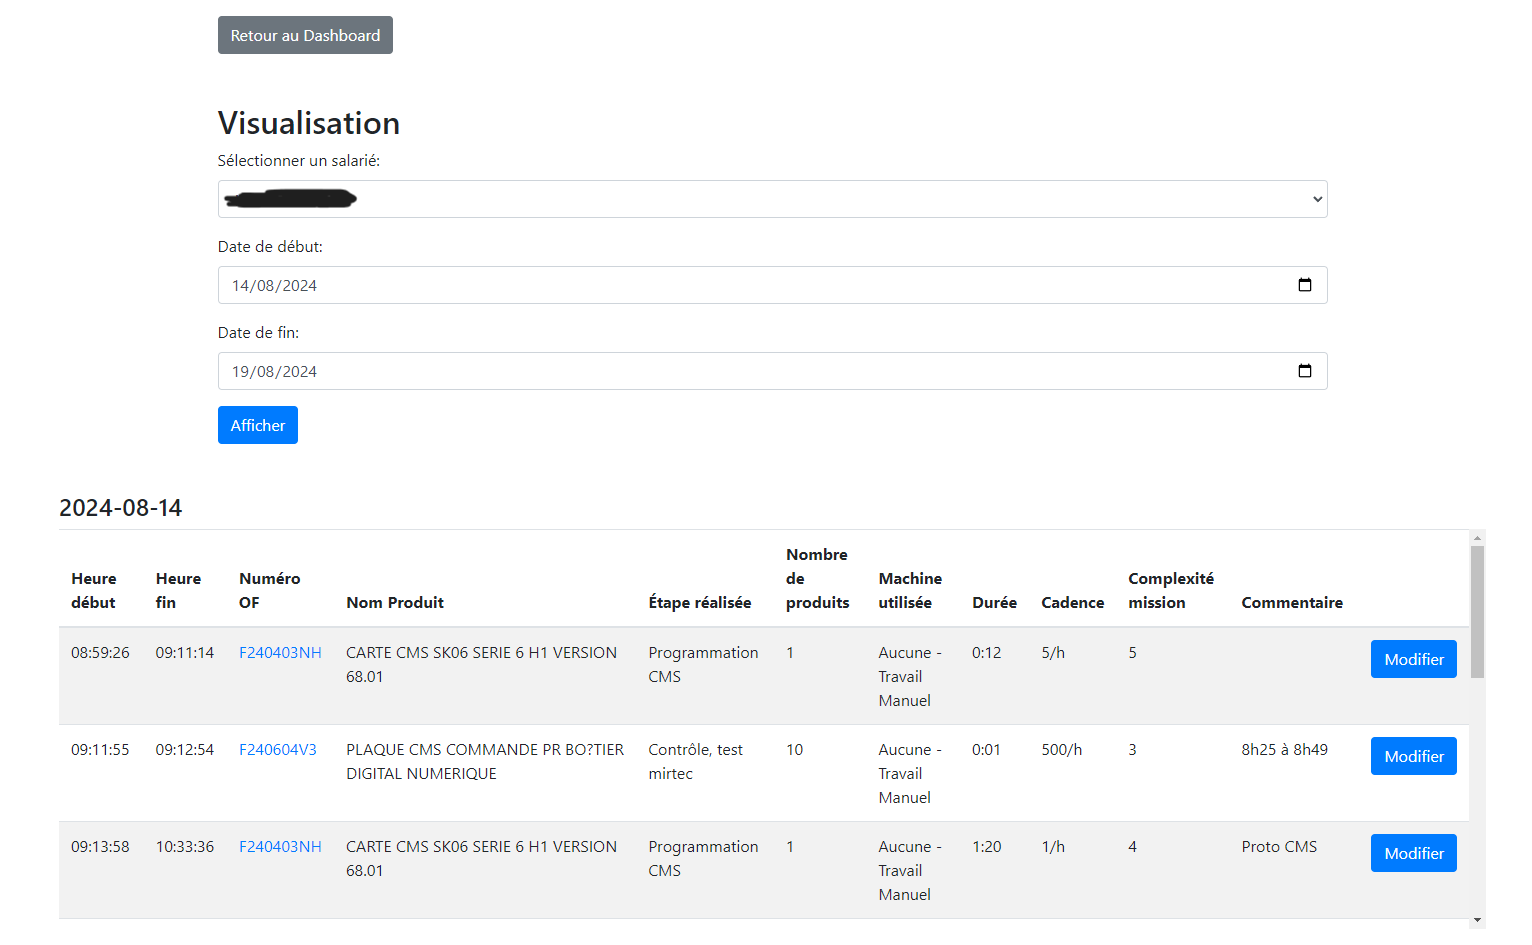 Retour au Dashboard
Visualisation
Sélectionner un salarié:
Date de début:
14/08/2024
Date de fin:
19/08/2024
Afficher
2024-08-14
Heure début Heure fin Numéro OF Nom Produit Étape réalisée Nombre de produits Machine utilisée Durée Cadence Complexité mission Commentaire
08:59:26 09:11:14 F240403NH CARTE CMS SK06 SERIE 6 H1 VERSION 68.01 Programmation CMS 1 Aucune - Travail Manuel 0:12 5/h 5 Modifier
09:11:55 09:12:54 F240604V3 PLAQUE CMS COMMANDE PR BO?TIER DIGITAL NUMERIQUE Contrôle, test mirtec 10 Aucune - Travail Manuel 0:01 500/h 3 8h25 à 8h49 Modifier
09:13:58 10:33:36 F240403NH CARTE CMS SK06 SERIE 6 H1 VERSION 68.01 Programmation CMS 1 Aucune - Travail Manuel 1:20 1/h 4 Proto CMS Modifier